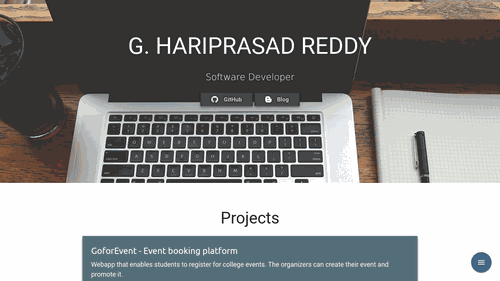 G. HARIPRASAD REDDY
Software Developer
GitHub
Blog
Projects
GoforEvent - Event booking platform
Webapp that enables students to register for college events. The organizers can create their event and
promote it.